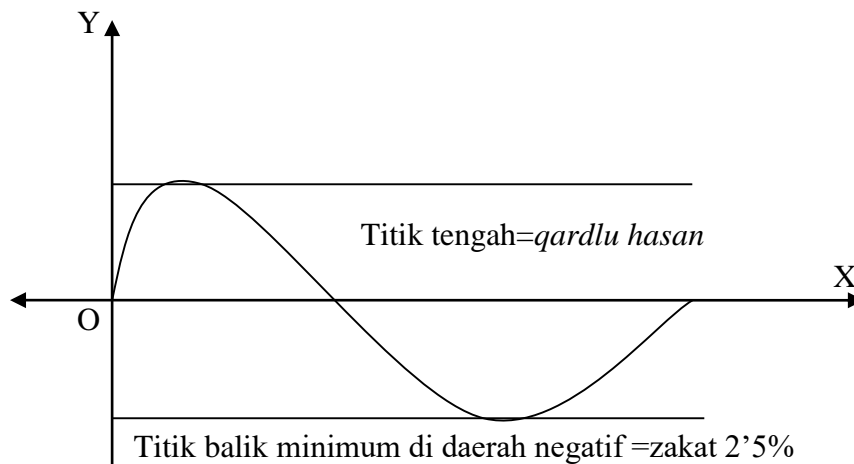 Y
Titik tengah=qardlu hasan
X
O
Titik balik minimum di daerah negatif =zakat 2’5%